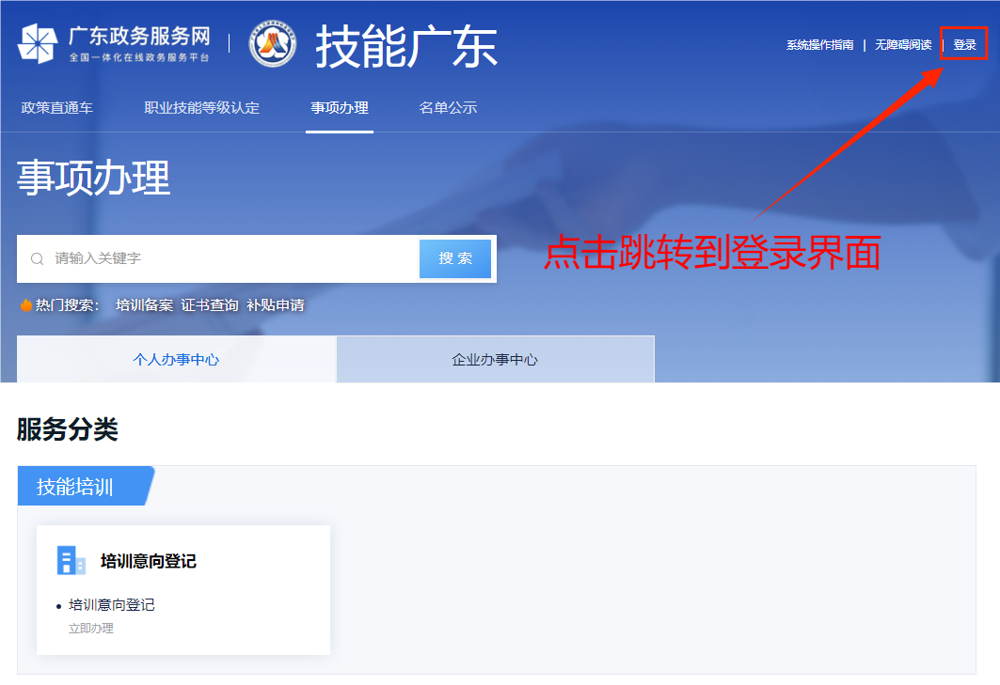 广东政务服务网
全国一体化在线政务服务平台
技能广东
系统操作指南 | 无障碍阅读 | 登录
政策直通车 职业技能等级认定 事项办理 名单公示
事项办理
请输入关键字 搜 索
点击跳转到登录界面
热门搜索： 培训备案 证书查询 补贴申请
个人办事中心 企业办事中心
服务分类
技能培训
培训意向登记
培训意向登记
立即办理